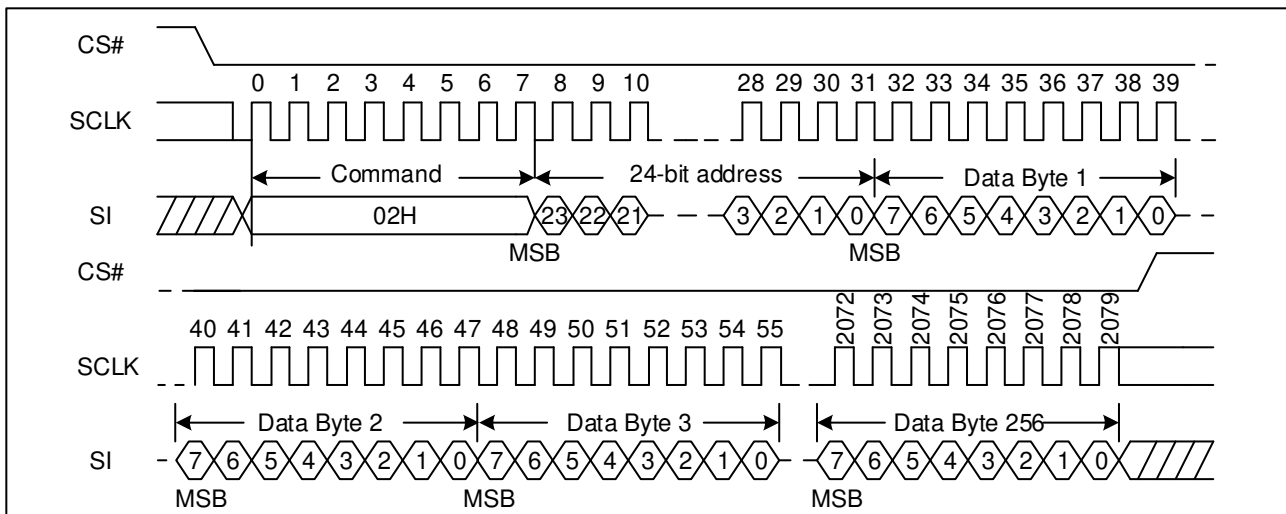 CS#
0 1 2 3 4 5 6 7 8 9 10 28 29 30 31 32 33 34 35 36 37 38 39
SCLK
Command 24-bit address Data Byte 1
SI 02H 23 22 21 3 2 1 0 7 6 5 4 3 2 1 0
MSB MSB
CS#
40 41 42 43 44 45 46 47 48 49 50 51 52 53 54 55 2072 2073 2074 2075 2076 2077 2078 2079
SCLK
Data Byte 2 Data Byte 3 Data Byte 256
SI 7 6 5 4 3 2 1 0 7 6 5 4 3 2 1 0 7 6 5 4 3 2 1 0
MSB MSB MSB